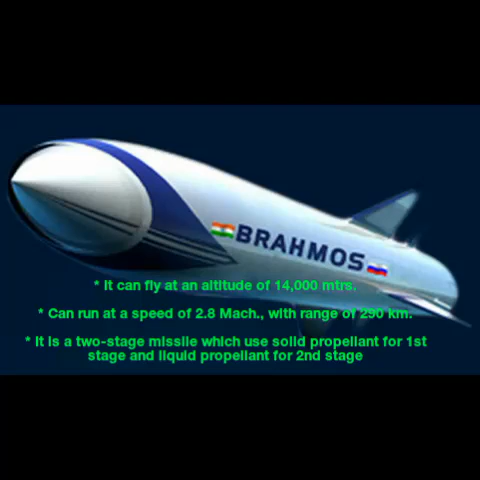 BRAHMOS
* It can fly at an altitude of 14,000 mtrs.
* Can run at a speed of 2.8 Mach., with range of 290 km.
* It is a two-stage missile which use solid propellant for 1st
stage and liquid propellant for 2nd stage